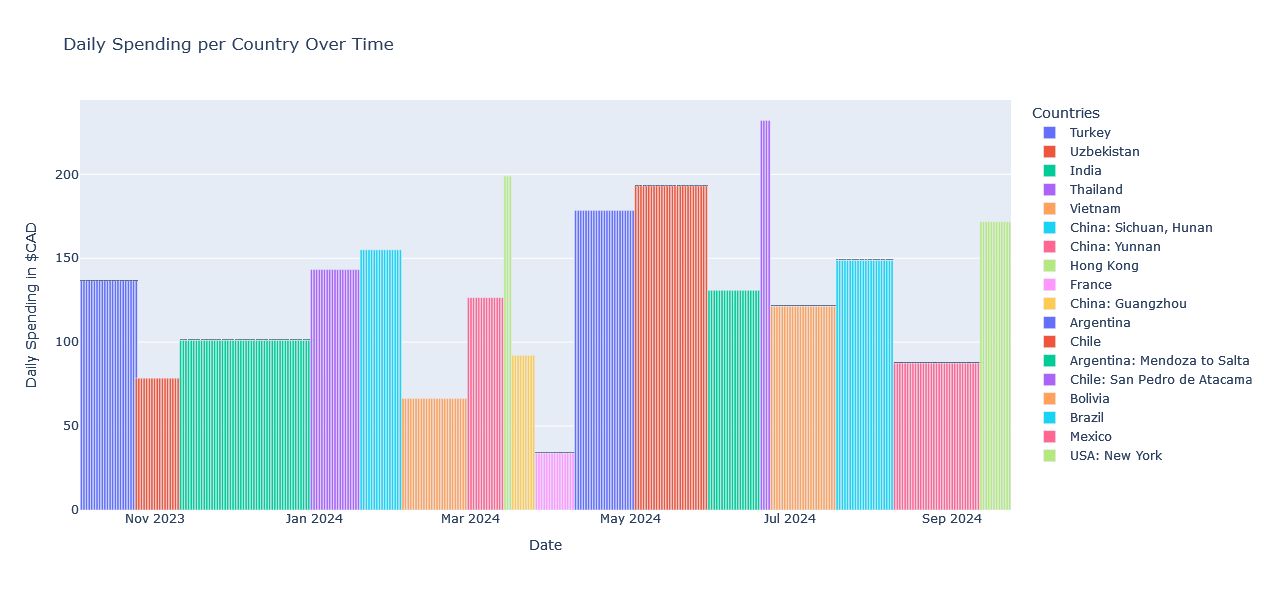 Daily Spending per Country Over Time
Countries
Turkey
Uzbekistan
India
Thailand
Vietnam
China: Sichuan, Hunan
China: Yunnan
Hong Kong
France
China: Guangzhou
Argentina
Chile
Argentina: Mendoza to Salta
Chile: San Pedro de Atacama
Bolivia
Brazil
Mexico
USA: New York
Daily Spending in $CAD
200
150
100
50
0
Nov 2023 Jan 2024 Mar 2024 May 2024 Jul 2024 Sep 2024
Date